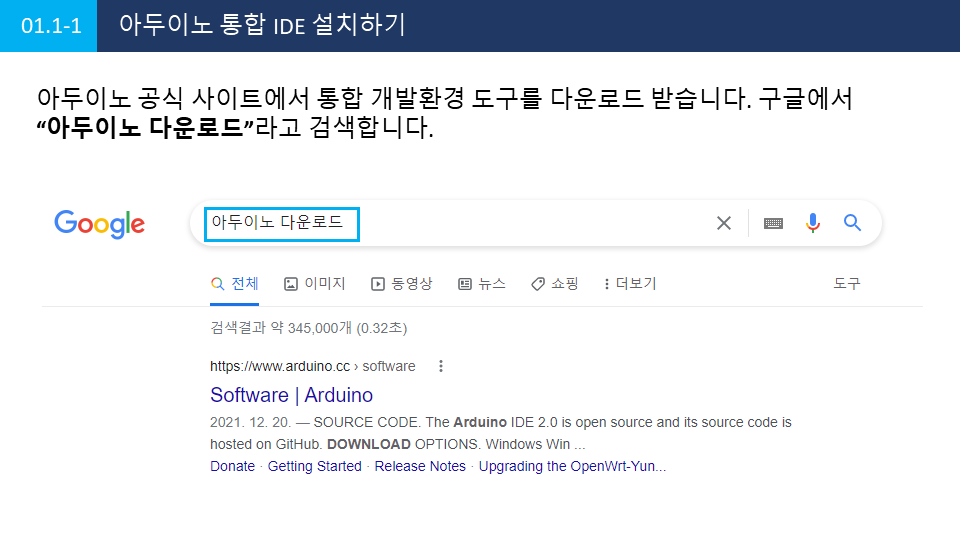 01.1-1 아두이노 통합 IDE 설치하기
아두이노 공식 사이트에서 통합 개발환경 도구를 다운로드 받습니다. 구글에서
“아두이노 다운로드”라고 검색합니다.
Google 아두이노 다운로드
전체 이미지 동영상 뉴스 쇼핑 더보기 도구
검색결과 약 345,000개 (0.32초)
https://www.arduino.cc › software
Software | Arduino
2021. 12. 20. — SOURCE CODE. The Arduino IDE 2.0 is open source and its source code is
hosted on GitHub. DOWNLOAD OPTIONS. Windows Win ...
Donate · Getting Started · Release Notes · Upgrading the OpenWrt-Yun...